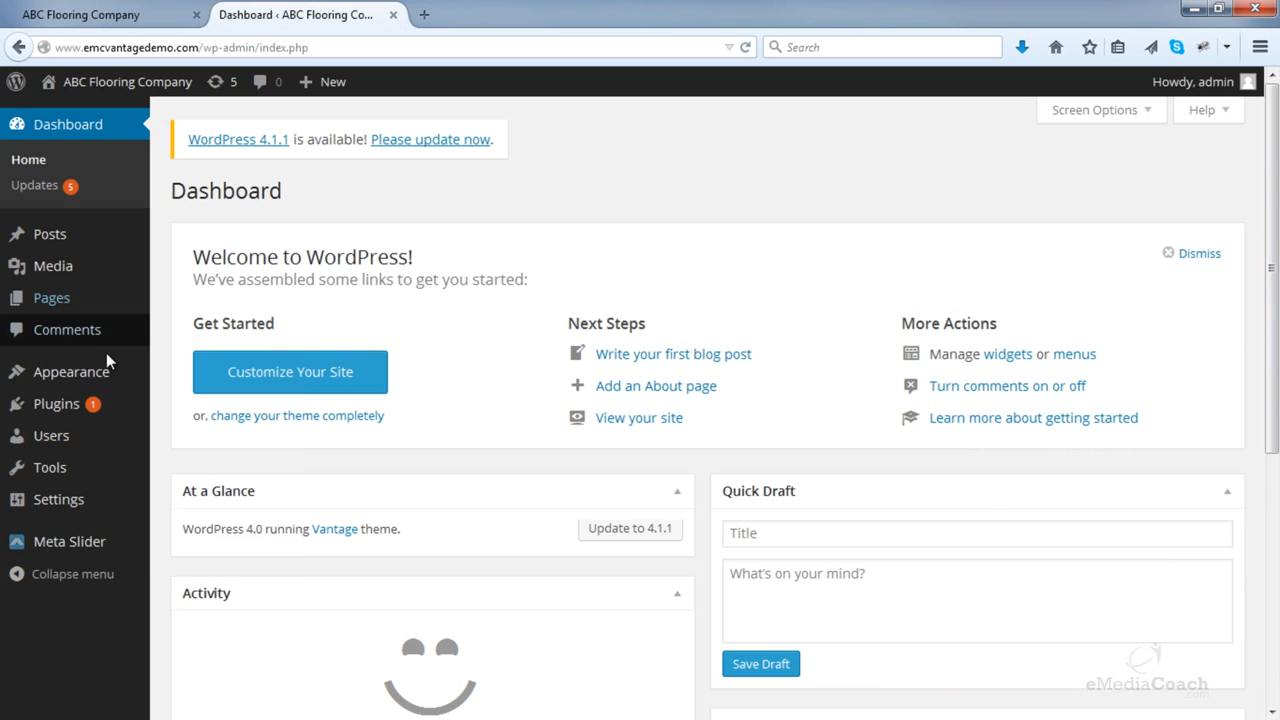 ABC Flooring Company
Dashboard ‹ ABC Flooring Co...
www.emcvantagedemo.com/wp-admin/index.php
Search
ABC Flooring Company
5
0
New
Howdy, admin
Dashboard
Home
Updates 5
Posts
Media
Pages
Comments
Appearance
Plugins 1
Users
Tools
Settings
Meta Slider
Collapse menu
Screen Options
Help
WordPress 4.1.1 is available! Please update now.
Dashboard
Welcome to WordPress!
We've assembled some links to get you started:
Dismiss
Get Started
Customize Your Site
or, change your theme completely
Next Steps
Write your first blog post
Add an About page
View your site
More Actions
Manage widgets or menus
Turn comments on or off
Learn more about getting started
At a Glance
WordPress 4.0 running Vantage theme.
Update to 4.1.1
Activity
Quick Draft
Title
What's on your mind?
Save Draft
eMediaCoach
.com